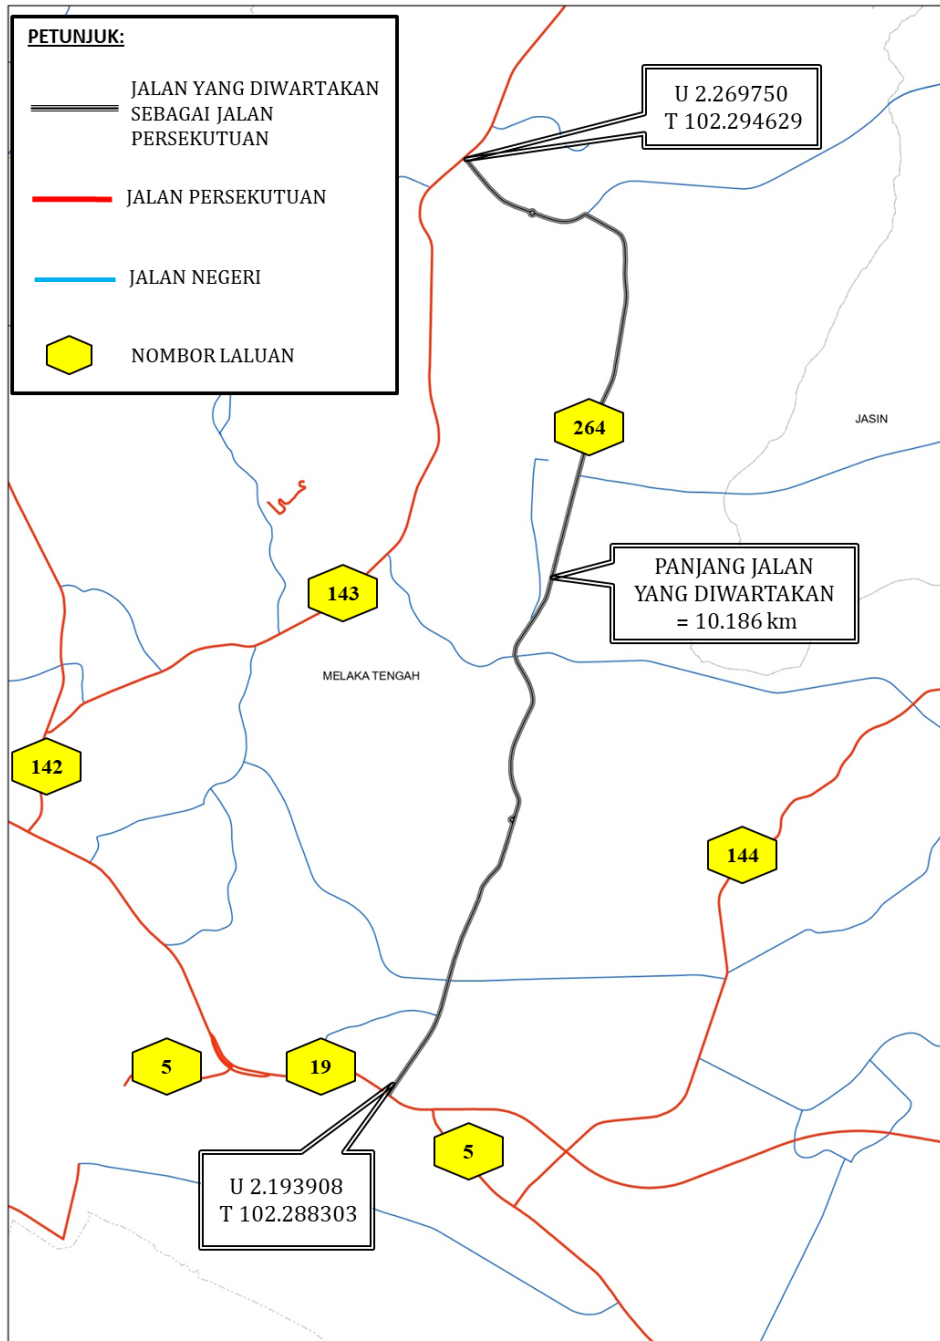 PETUNJUK:
JALAN YANG DIWARTAKAN
SEBAGAI JALAN
PERSEKUTUAN
JALAN PERSEKUTUAN
JALAN NEGERI
NOMBOR LALUAN
U 2.269750
T 102.294629
264
JASIN
PANJANG JALAN
YANG DIWARTAKAN
= 10.186 km
143
MELAKA TENGAH
142
144
5
19
5
U 2.193908
T 102.288303